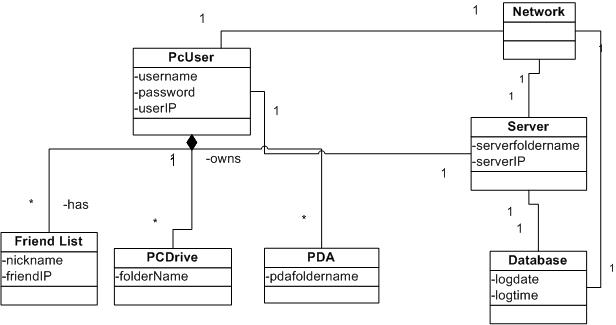 1
1
Network
PcUser
-username
-password
-userIP
1
1
1
1
Server
-serverfoldername
-serverIP
1
1
-owns
1
*
-has
*
*
1
1
Friend List
-nickname
-friendIP
PCDrive
-folderName
PDA
-pdafoldername
Database
-logdate
-logtime
1